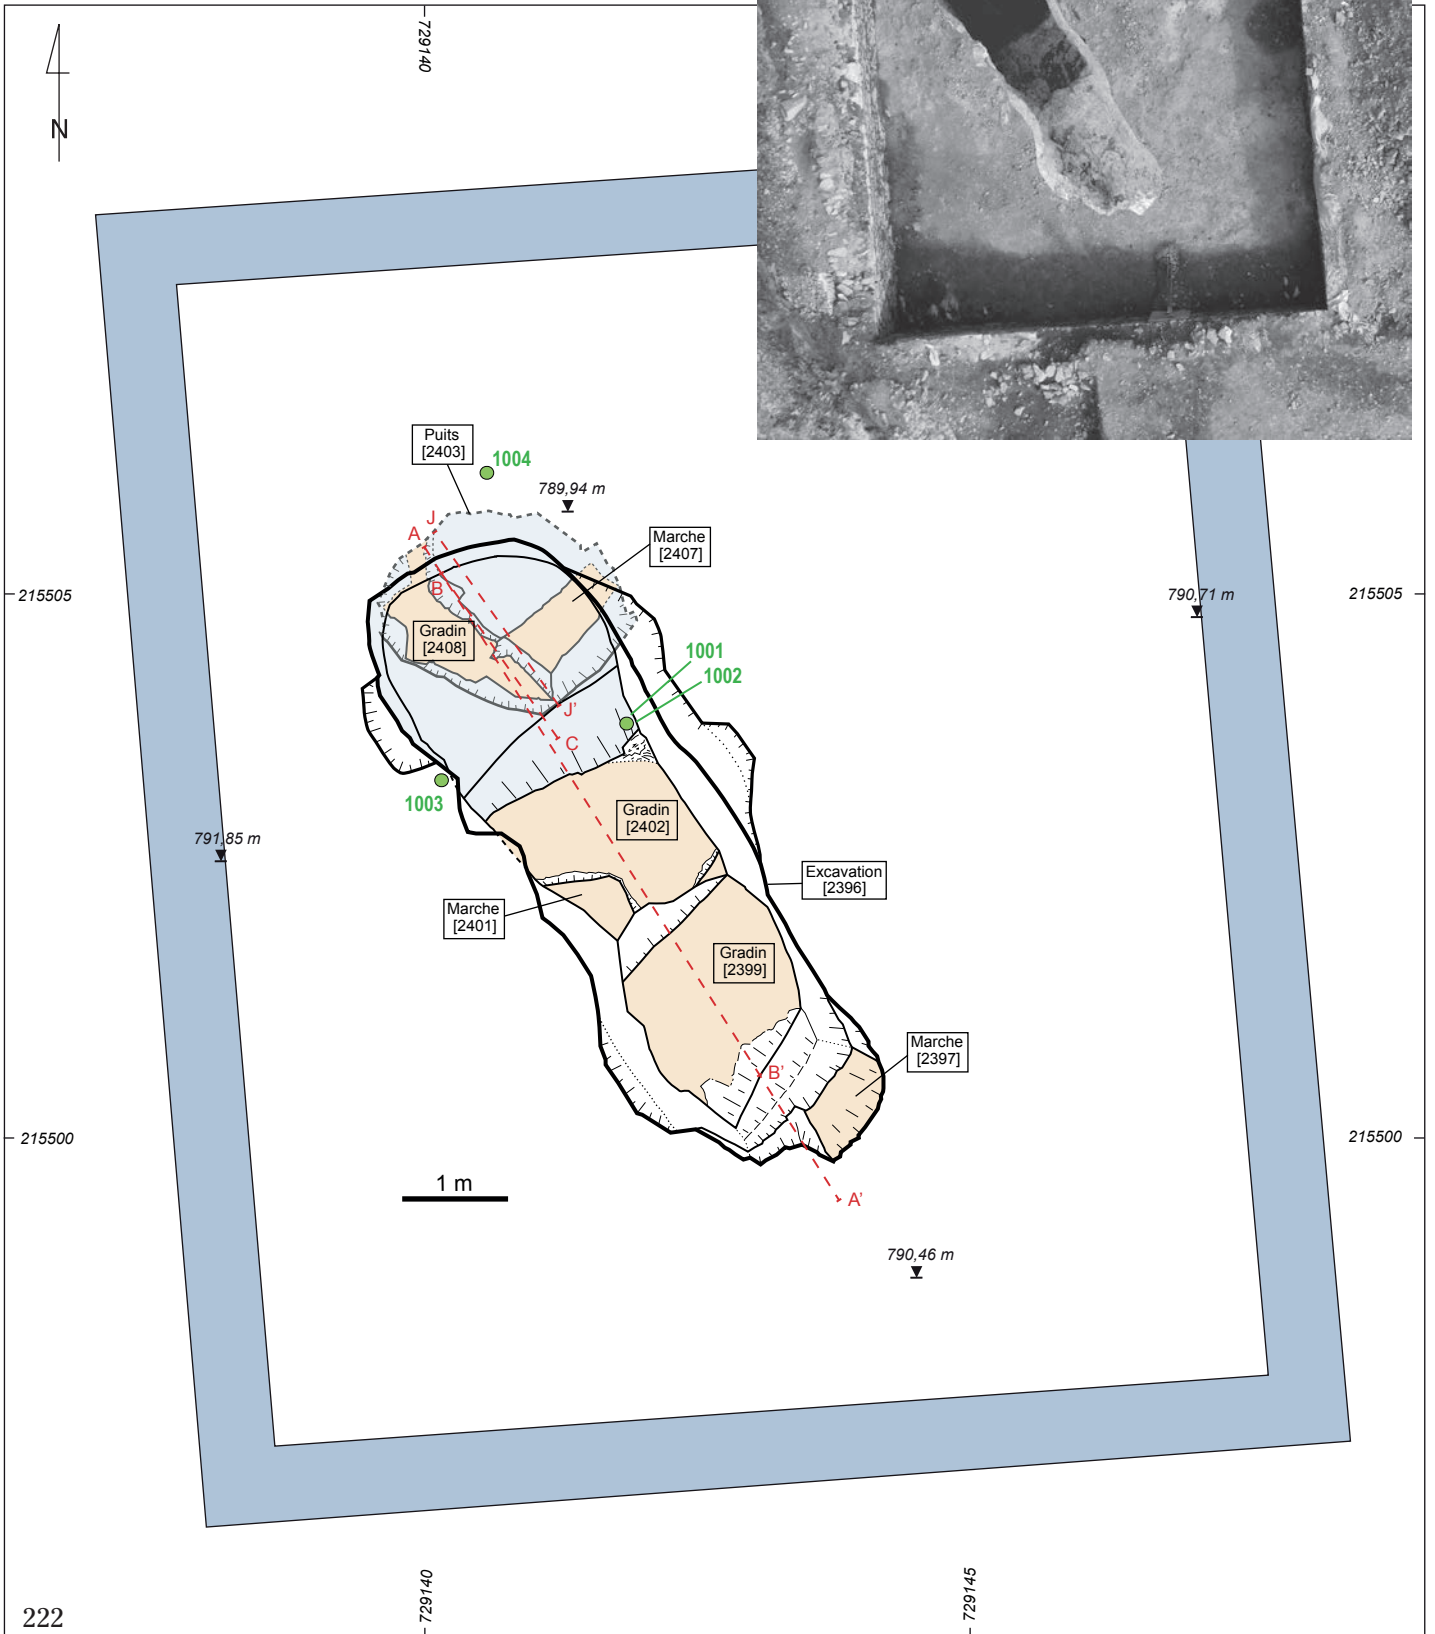 729140
N
Puits
[2403]
1004
789,94 m
J
A
Marche
[2407]
215505
B
790,71 m
215505
Gradin
[2408]
1001
1002
J'
C
1003
Gradin
[2402]
791,85 m
Excavation
[2396]
Marche
[2401]
Gradin
[2399]
Marche
[2397]
B'
215500
215500
1 m
A'
790,46 m
729140
729145
222